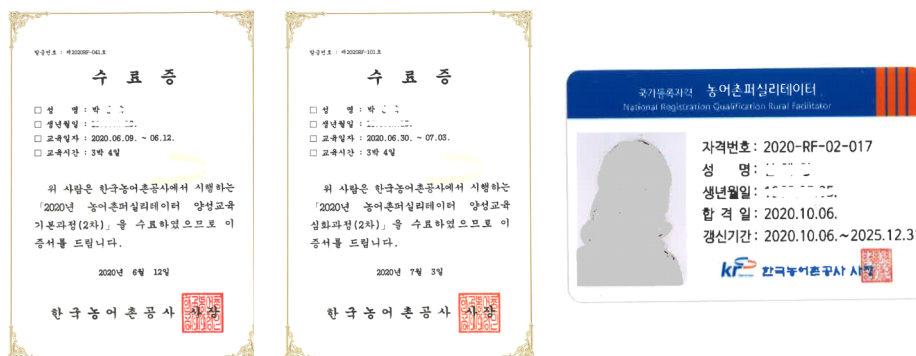 발급번호 : 제2020RF-041호
수 료 증
□ 성 명 : 박
□ 생년월일 :
□ 교육일자 : 2020.06.09. ~ 06.12.
□ 교육시간 : 3박 4일
위 사람은 한국농어촌공사에서 시행하는
「2020년 농어촌퍼실리테이터 양성교육
기본과정(2차)」을 수료하였으므로 이
증서를 드립니다.
2020년 6월 12일
한국농어촌공사 사장
발급번호 : 제2020RF-101호
수 료 증
□ 성 명 : 박
□ 생년월일 :
□ 교육일자 : 2020.06.30. ~ 07.03.
□ 교육시간 : 3박 4일
위 사람은 한국농어촌공사에서 시행하는
「2020년 농어촌퍼실리테이터 양성교육
심화과정(2차)」을 수료하였으므로 이
증서를 드립니다.
2020년 7월 3일
한국농어촌공사 사장
국가등록자격 농어촌퍼실리테이터
National Registration Qualification Rural Facilitator
자격번호 : 2020-RF-02-017
성 명 :
생년월일 :
합 격 일 : 2020.10.06.
갱신기간 : 2020.10.06.~2025.12.31
kr 한국농어촌공사 사장